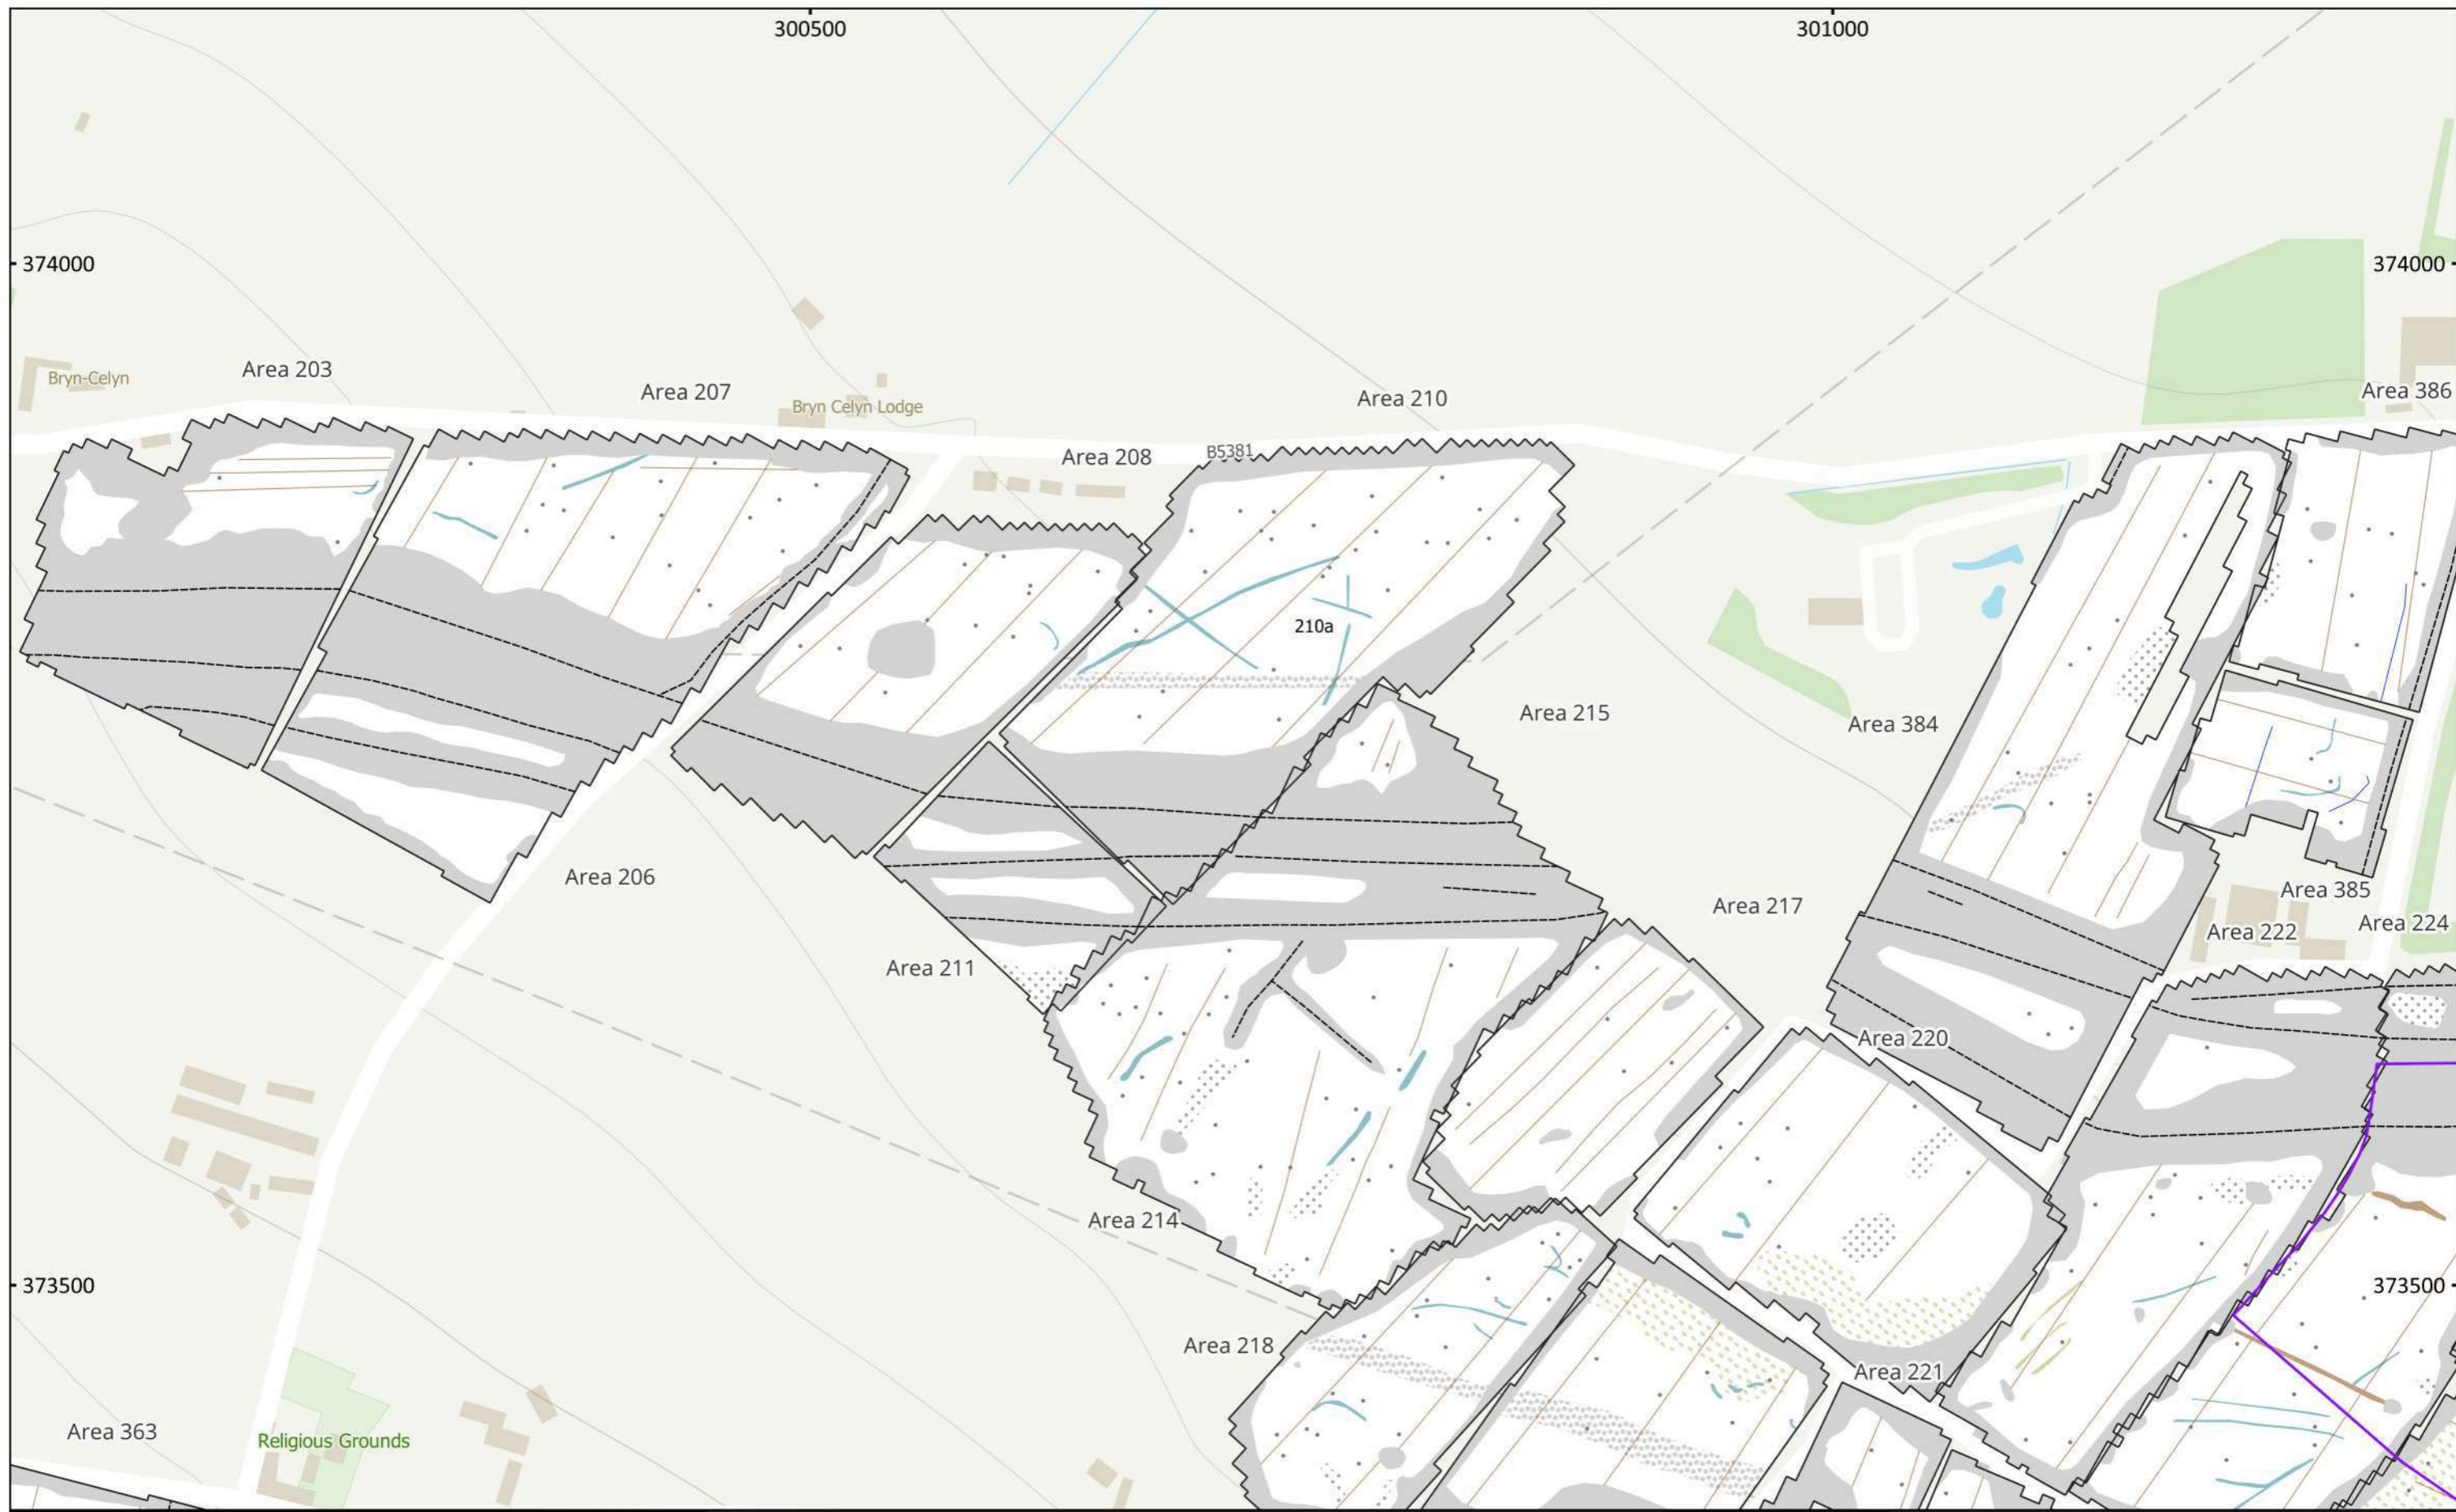 300500
301000
374000
374000
Area 203
Bryn-Celyn
Area 207
Bryn Celyn Lodge
Area 210
Area 386
B5381
Area 208
210a
Area 215
Area 384
Area 206
Area 385
Area 217
Area 224
Area 222
Area 211
Area 220
Area 214
373500
373500
Area 218
Area 221
Area 363
Religious Grounds